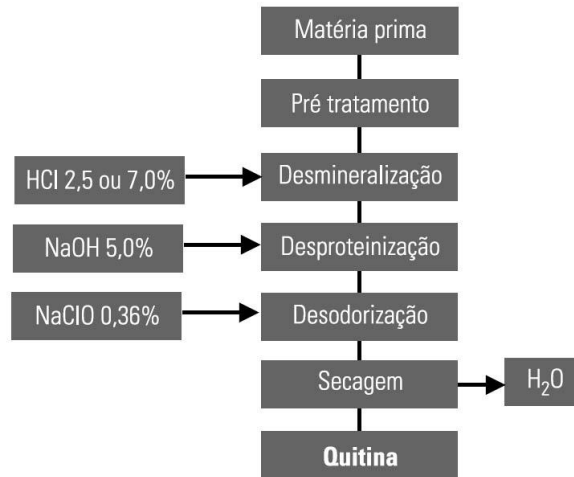 Matéria prima
Pré tratamento
HCl 2,5 ou 7,0%
Desmineralização
NaOH 5,0%
Desproteinização
NaClO 0,36%
Desodorização
Secagem
H₂O
Quitina